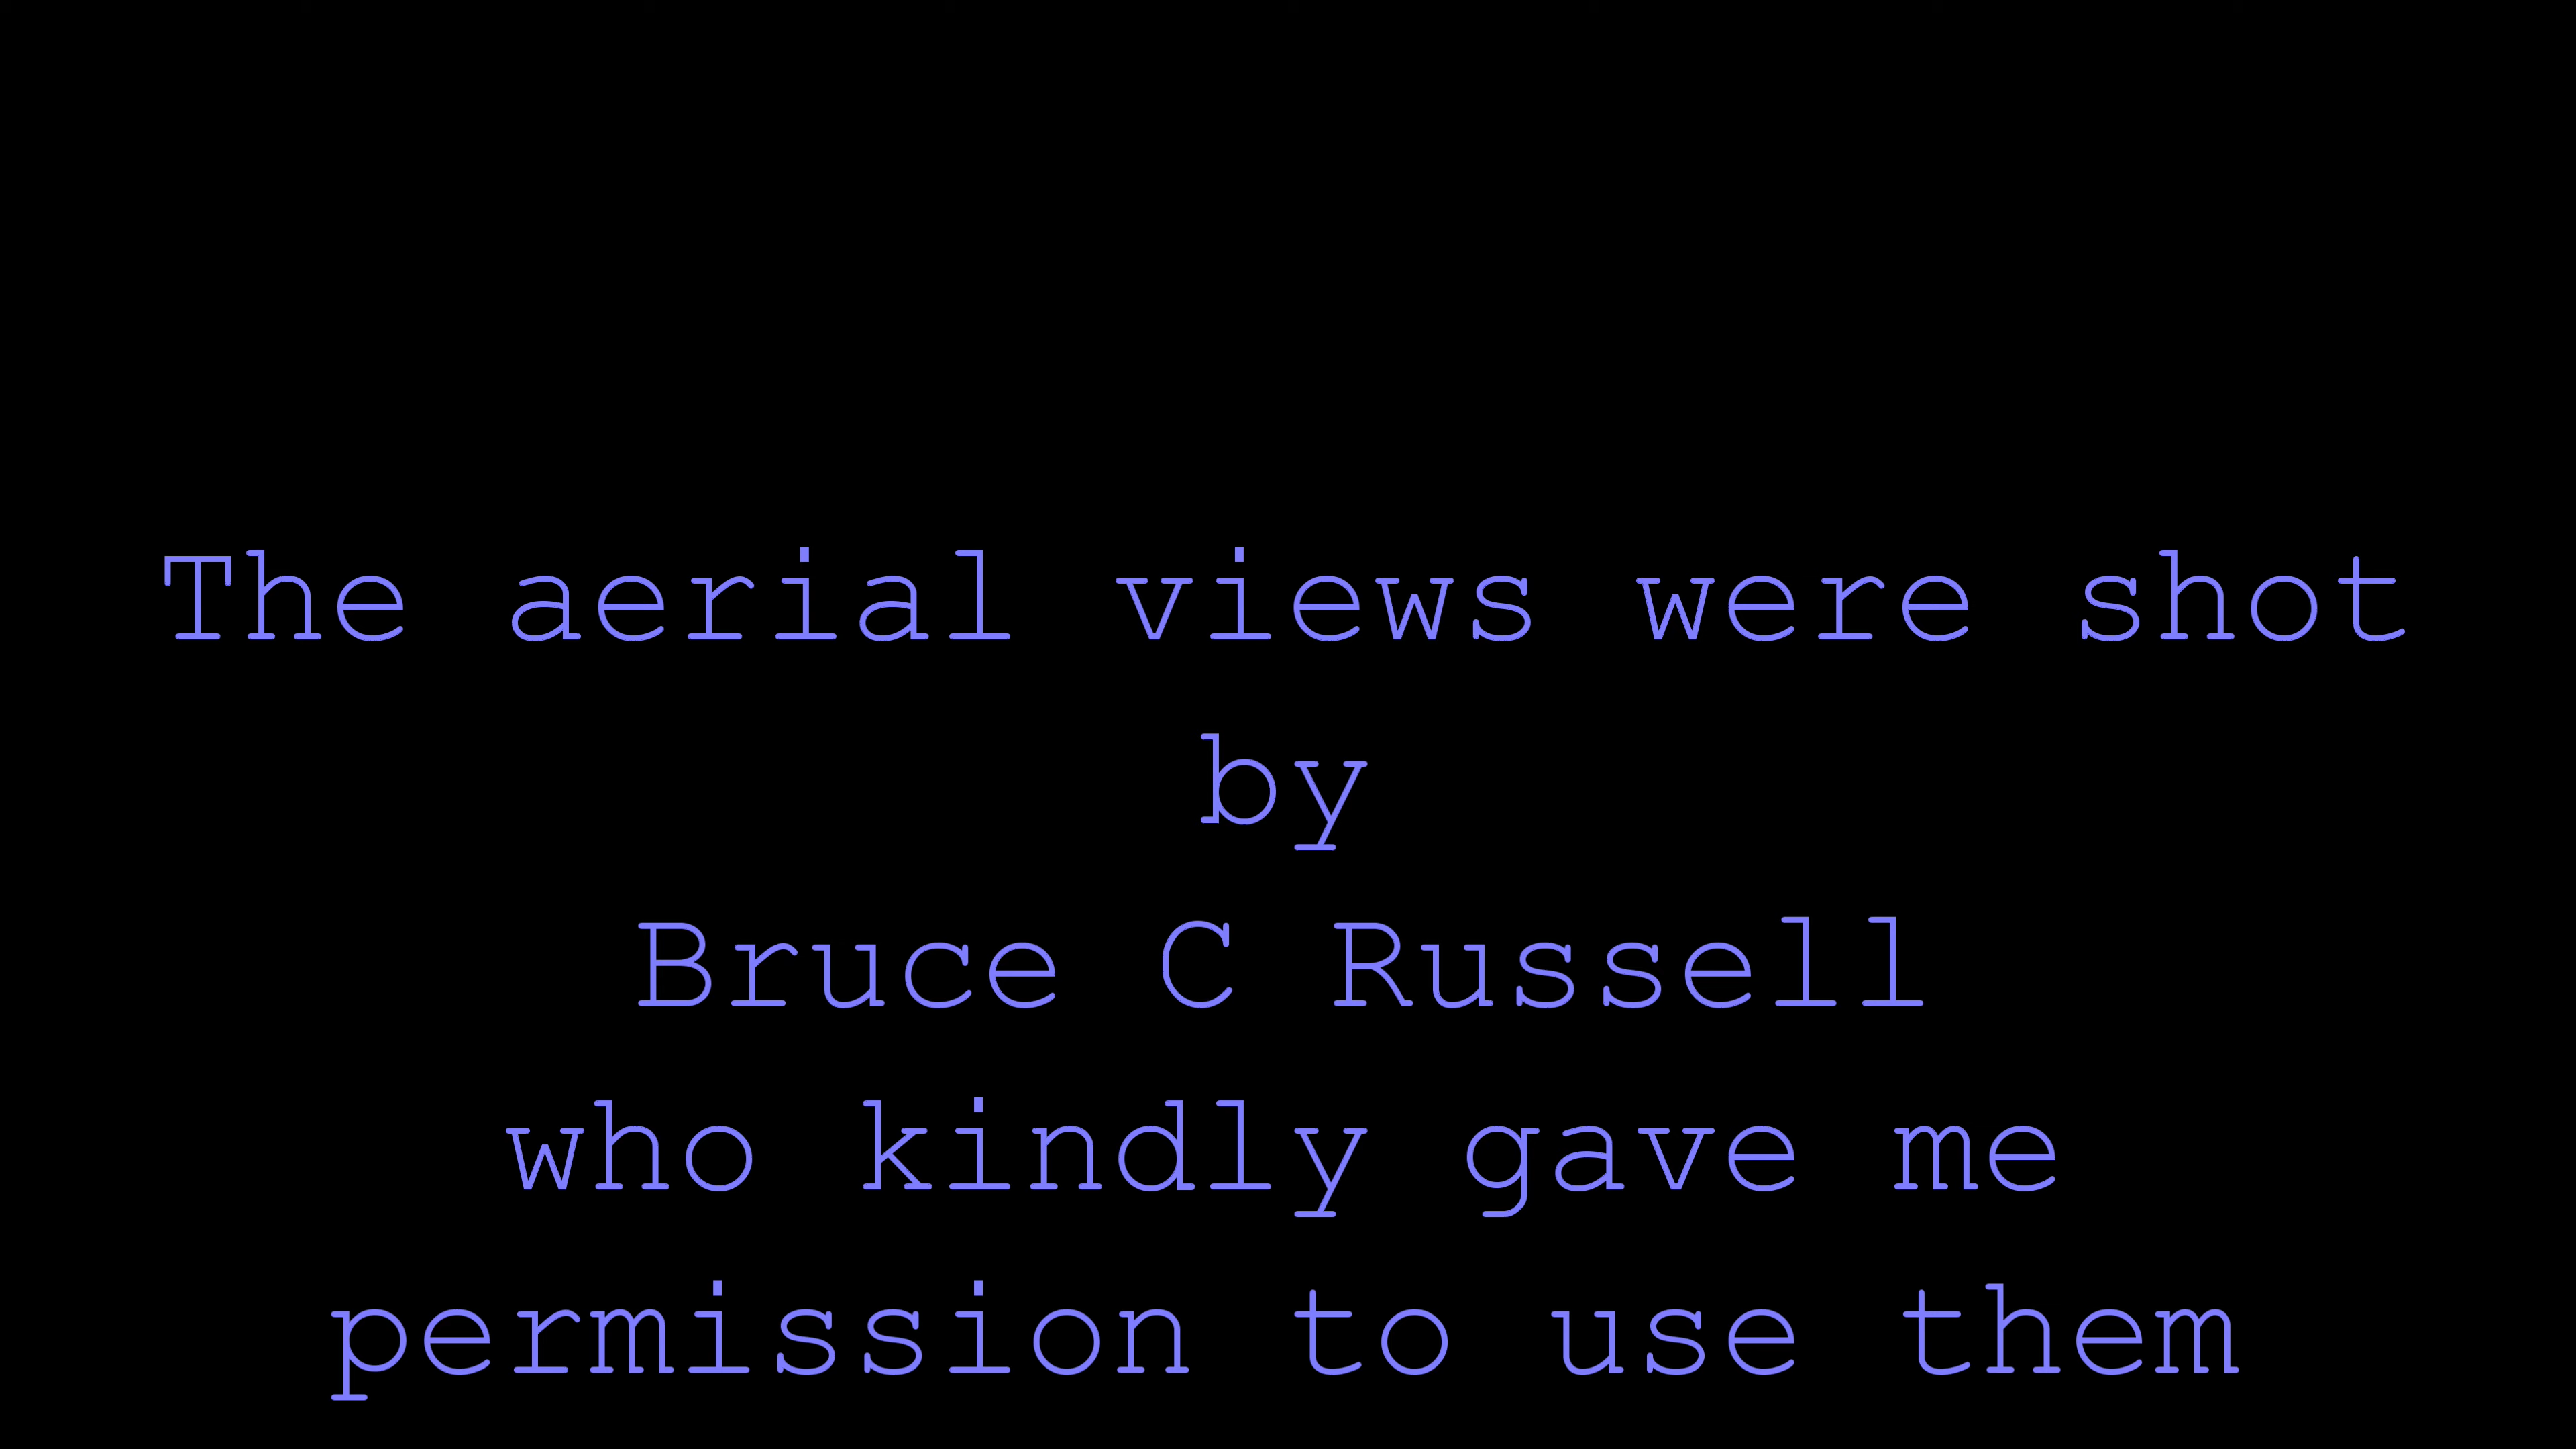 The aerial views were shot
by
Bruce C Russell
who kindly gave me
permission to use them